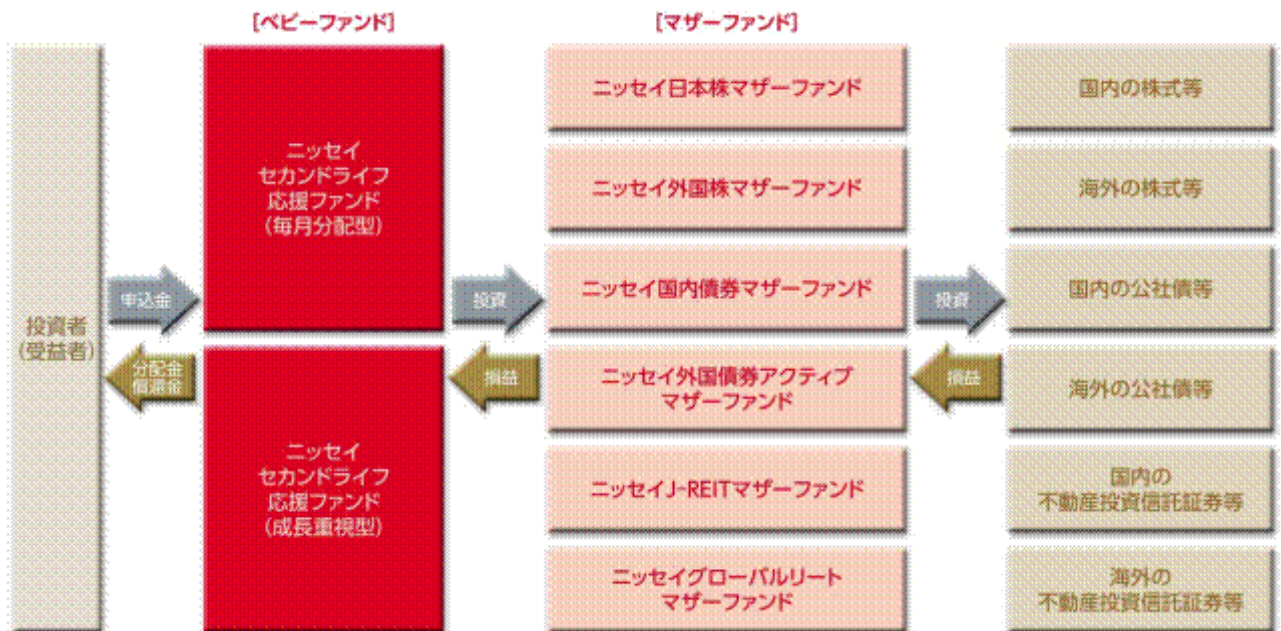 [ベビーファンド]
[マザーファンド]
投資者
(受益者)
申込金
分配金
償還金
ニッセイ
セカンドライフ
応援ファンド
(毎月分配型)
ニッセイ
セカンドライフ
応援ファンド
(成長重視型)
投資
損益
ニッセイ日本株マザーファンド
ニッセイ外国株マザーファンド
ニッセイ国内債券マザーファンド
ニッセイ外国債券アクティブ
マザーファンド
ニッセイJ-REITマザーファンド
ニッセイグローバルリート
マザーファンド
投資
損益
国内の株式等
海外の株式等
国内の公社債等
海外の公社債等
国内の
不動産投資信託証券等
海外の
不動産投資信託証券等